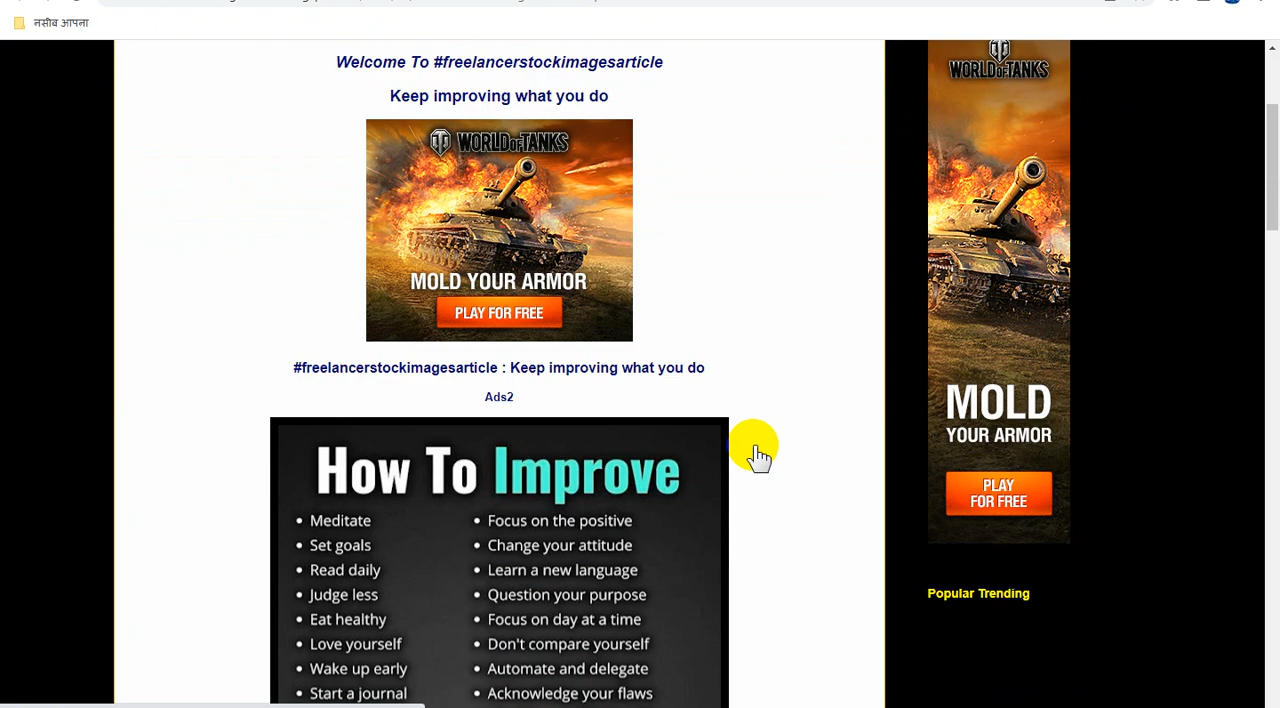 नसीब आपना
Welcome To #freelancerstockimagesarticle
Keep improving what you do
WORLD OF TANKS
MOLD YOUR ARMOR
PLAY FOR FREE
#freelancerstockimagesarticle : Keep improving what you do
Ads2
How To Improve
• Meditate
• Set goals
• Read daily
• Judge less
• Eat healthy
• Love yourself
• Wake up early
• Start a journal
• Focus on the positive
• Change your attitude
• Learn a new language
• Question your purpose
• Focus on day at a time
• Don't compare yourself
• Automate and delegate
• Acknowledge your flaws
WORLD OF TANKS
MOLD
YOUR ARMOR
PLAY
FOR FREE
Popular Trending